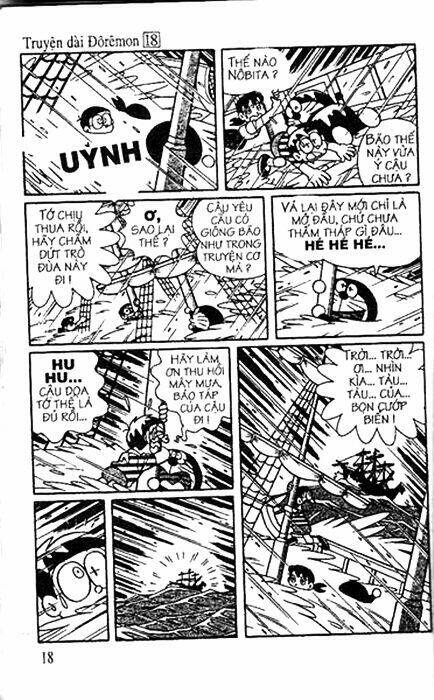 Truyện dài Đôrêmon 18
UỲNH
THẾ NÀO
NÔBITA ?
BÃO THẾ
NÀY VỪA
Ý CẬU
CHƯA ?
TỚ CHỊU
THUA RỒI,
HÃY CHẤM
DỨT TRÒ
ĐÙA NÀY
ĐI !
Ơ,
SAO LẠI
THẾ ?
CẬU YÊU
CẦU CÓ
GIÔNG BÃO
NHƯ TRONG
TRUYỆN CƠ
MÀ ?
VẢ LẠI ĐÂY MỚI CHỈ LÀ
MỞ ĐẦU, CHỨ CHƯA
THẤM THÁP GÌ ĐÂU...
HÉ HÉ HÉ...
HU
HU...
CẬU DỌA
TỚ THẾ LÀ
ĐỦ RỒI...
HÃY LÀM
ƠN THU HỒI
MÂY MƯA,
BÃO TÁP
CỦA CẬU
ĐI !
TRỜI... TRỜI...
ƠI... NHÌN
KÌA... TÀU...
TÀU... CỦA...
BỌN CƯỚP
BIỂN !
18